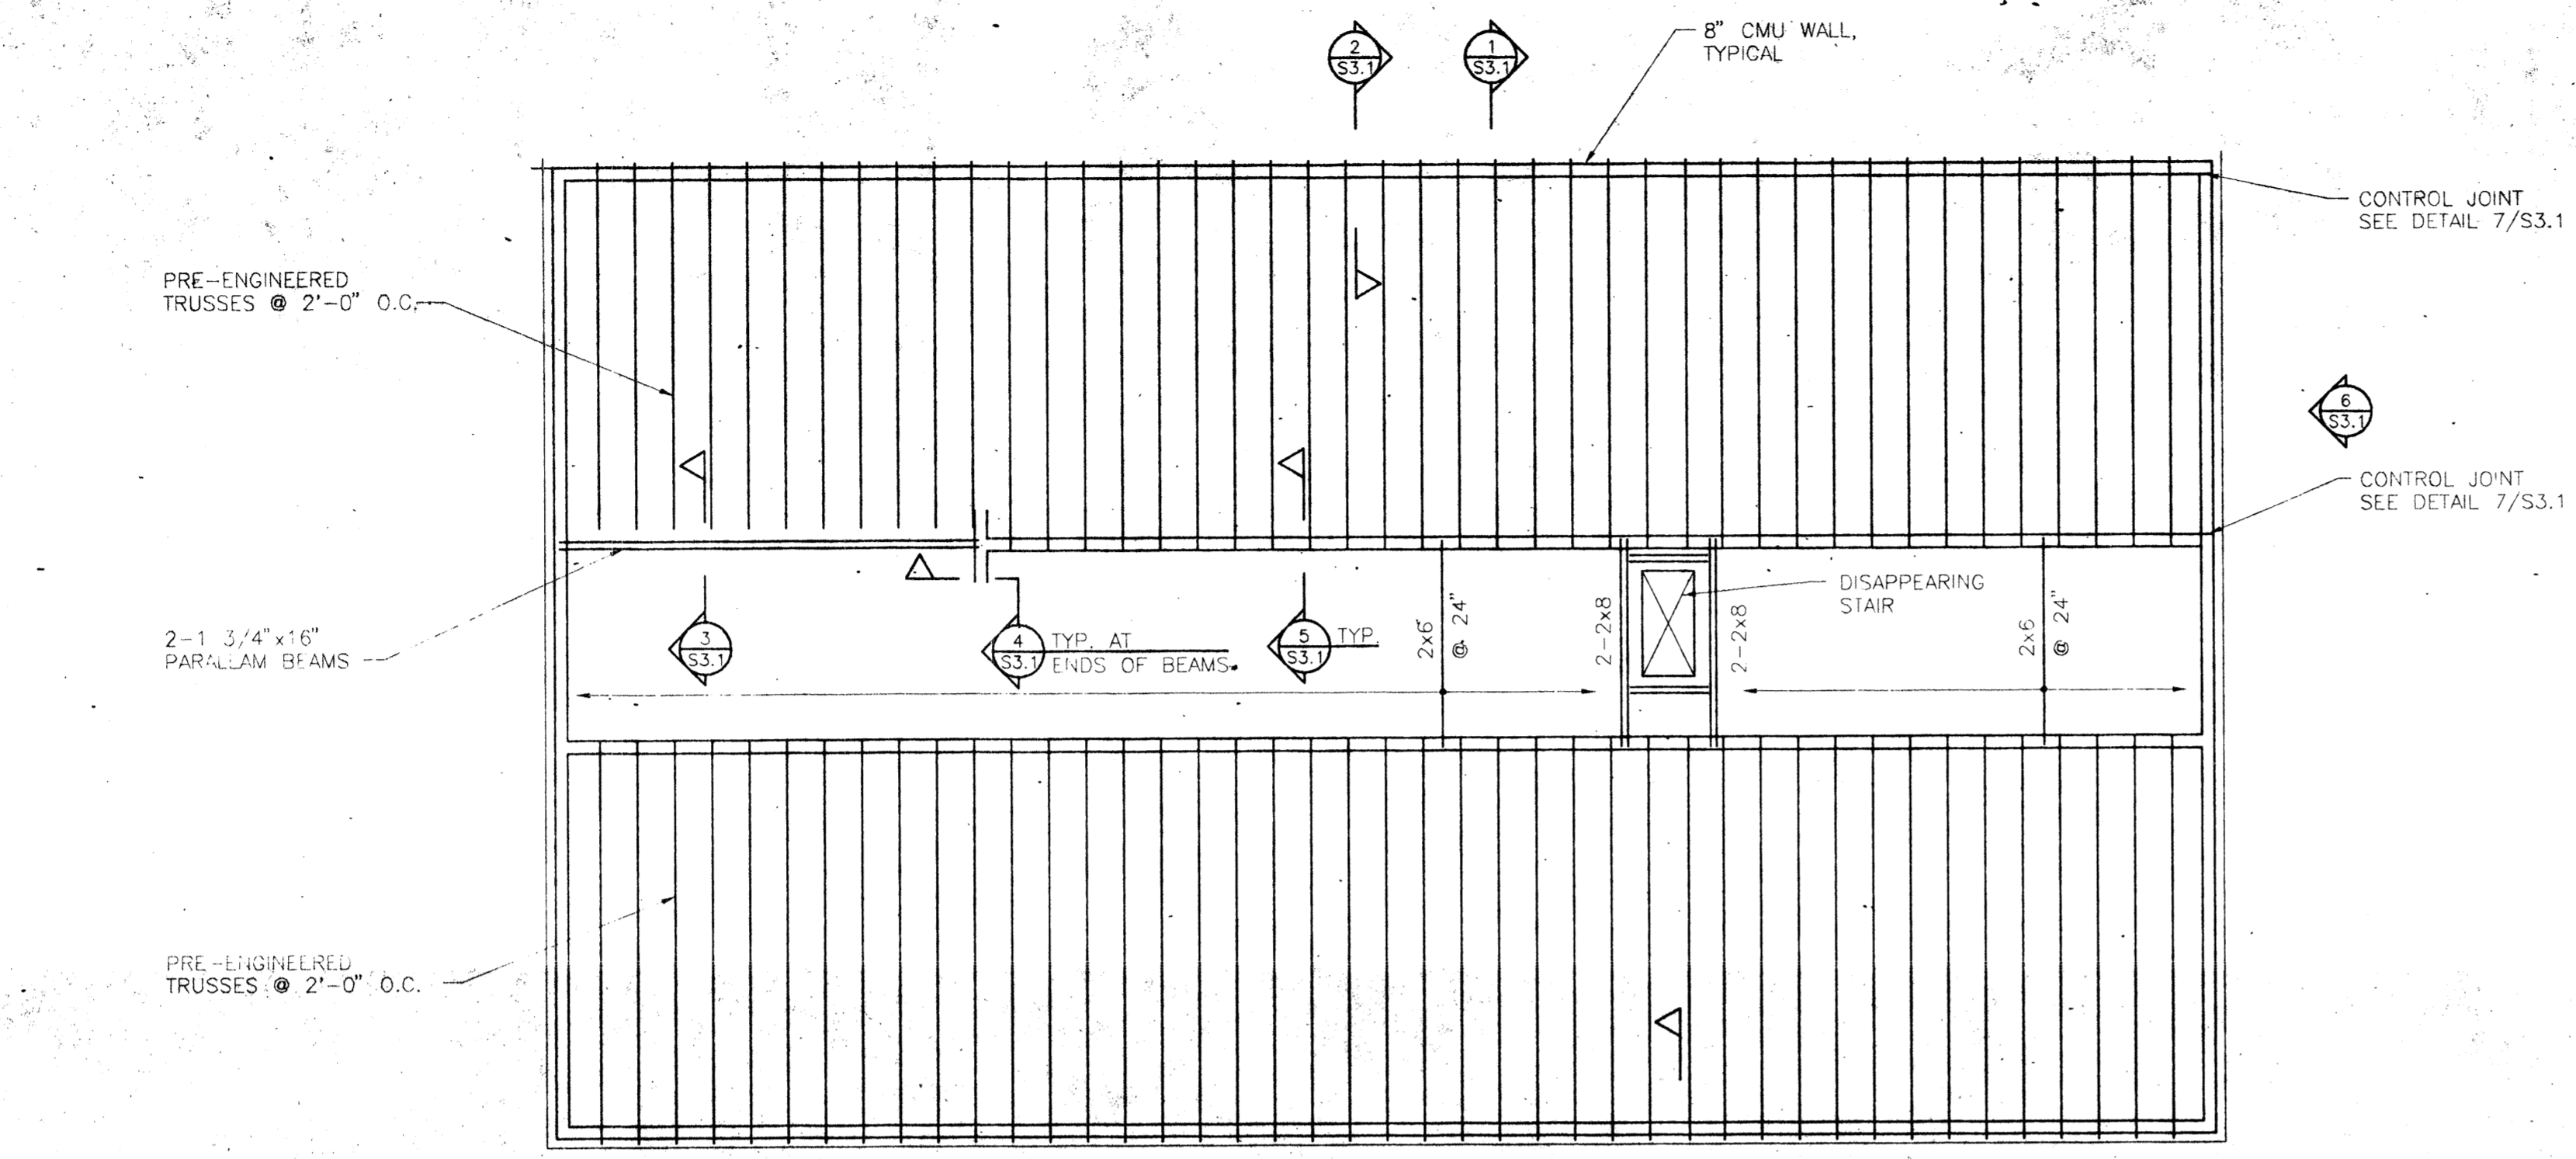 2
S3.1
1
S3.1
8" CMU WALL,
TYPICAL
CONTROL JOINT
SEE DETAIL 7/S3.1
PRE-ENGINEERED
TRUSSES @ 2'-0" O.C.
6
S3.1
CONTROL JOINT
SEE DETAIL 7/S3.1
DISAPPEARING
STAIR
2-1 3/4"x16"
PARALLAM BEAMS
3
S3.1
4
S3.1
TYP. AT
ENDS OF BEAMS.
5
S3.1
TYP.
2x6
@ 24"
2-2x8
2-2x8
2x6
@ 24"
PRE-ENGINEERED
TRUSSES @ 2'-0" O.C.